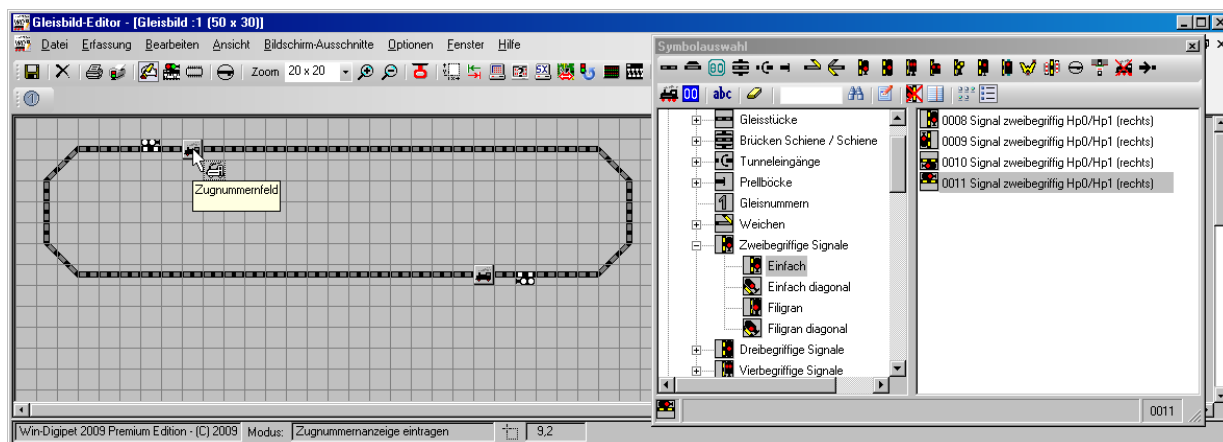 Gleisbild-Editor - [Gleisbild :1 (50 x 30)]
Datei Erfassung Bearbeiten Ansicht Bildschirm-Ausschnitte Optionen Fenster Hilfe
Zoom 20 x 20
Zugnummernfeld
Symbolauswahl
00 abc
Gleisstücke
Brücken Schiene / Schiene
Tunneleingänge
Prellböcke
Gleisnummern
Weichen
Zweibegriffige Signale
Einfach
Einfach diagonal
Filigran
Filigran diagonal
Dreibegriffige Signale
Vierbegriffige Signale
0008 Signal zweibegriffig Hp0/Hp1 (rechts)
0009 Signal zweibegriffig Hp0/Hp1 (rechts)
0010 Signal zweibegriffig Hp0/Hp1 (rechts)
0011 Signal zweibegriffig Hp0/Hp1 (rechts)
0011
Win-Digipet 2009 Premium Edition - (C) 2009 Modus: Zugnummernanzeige eintragen 9,2